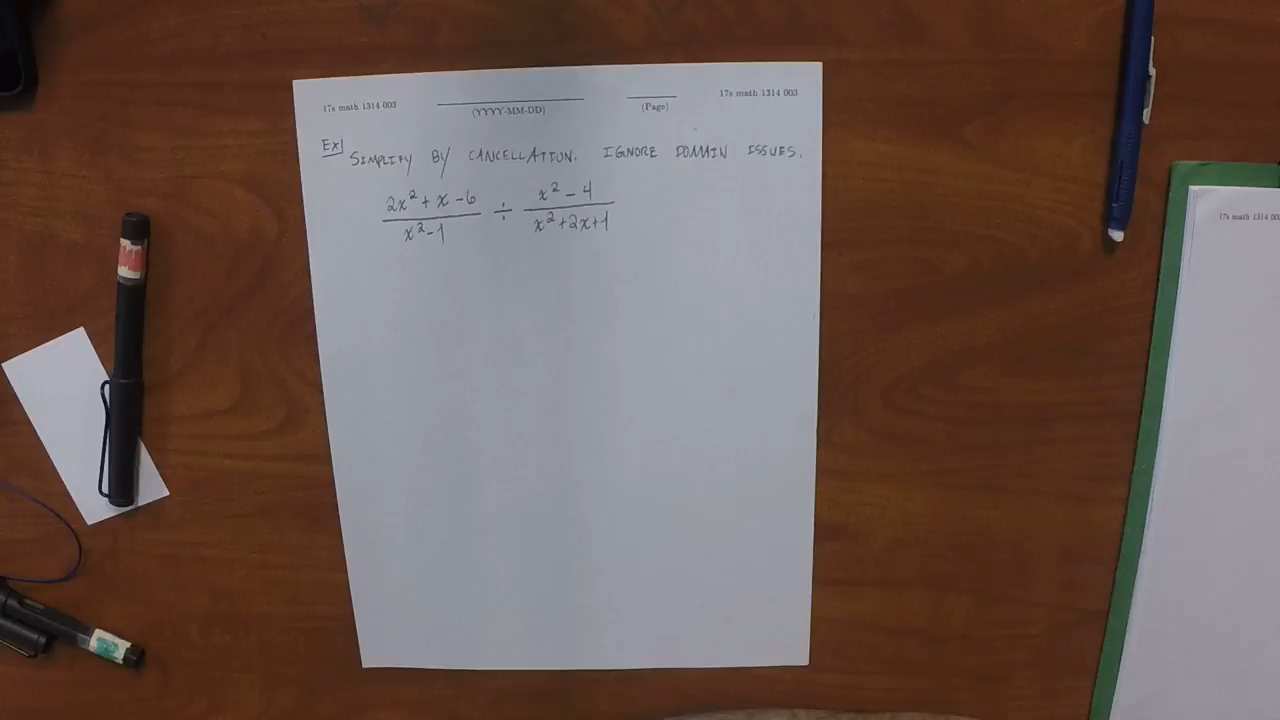 17s math 1314 003
(YYYY-MM-DD)
(Page)
17s math 1314 003
Ex] SIMPLIFY BY CANCELLATION. IGNORE DOMAIN ISSUES.
2x² + x - 6 ÷ x² - 4
x² - 1 x² + 2x + 1
17s math 1314 00